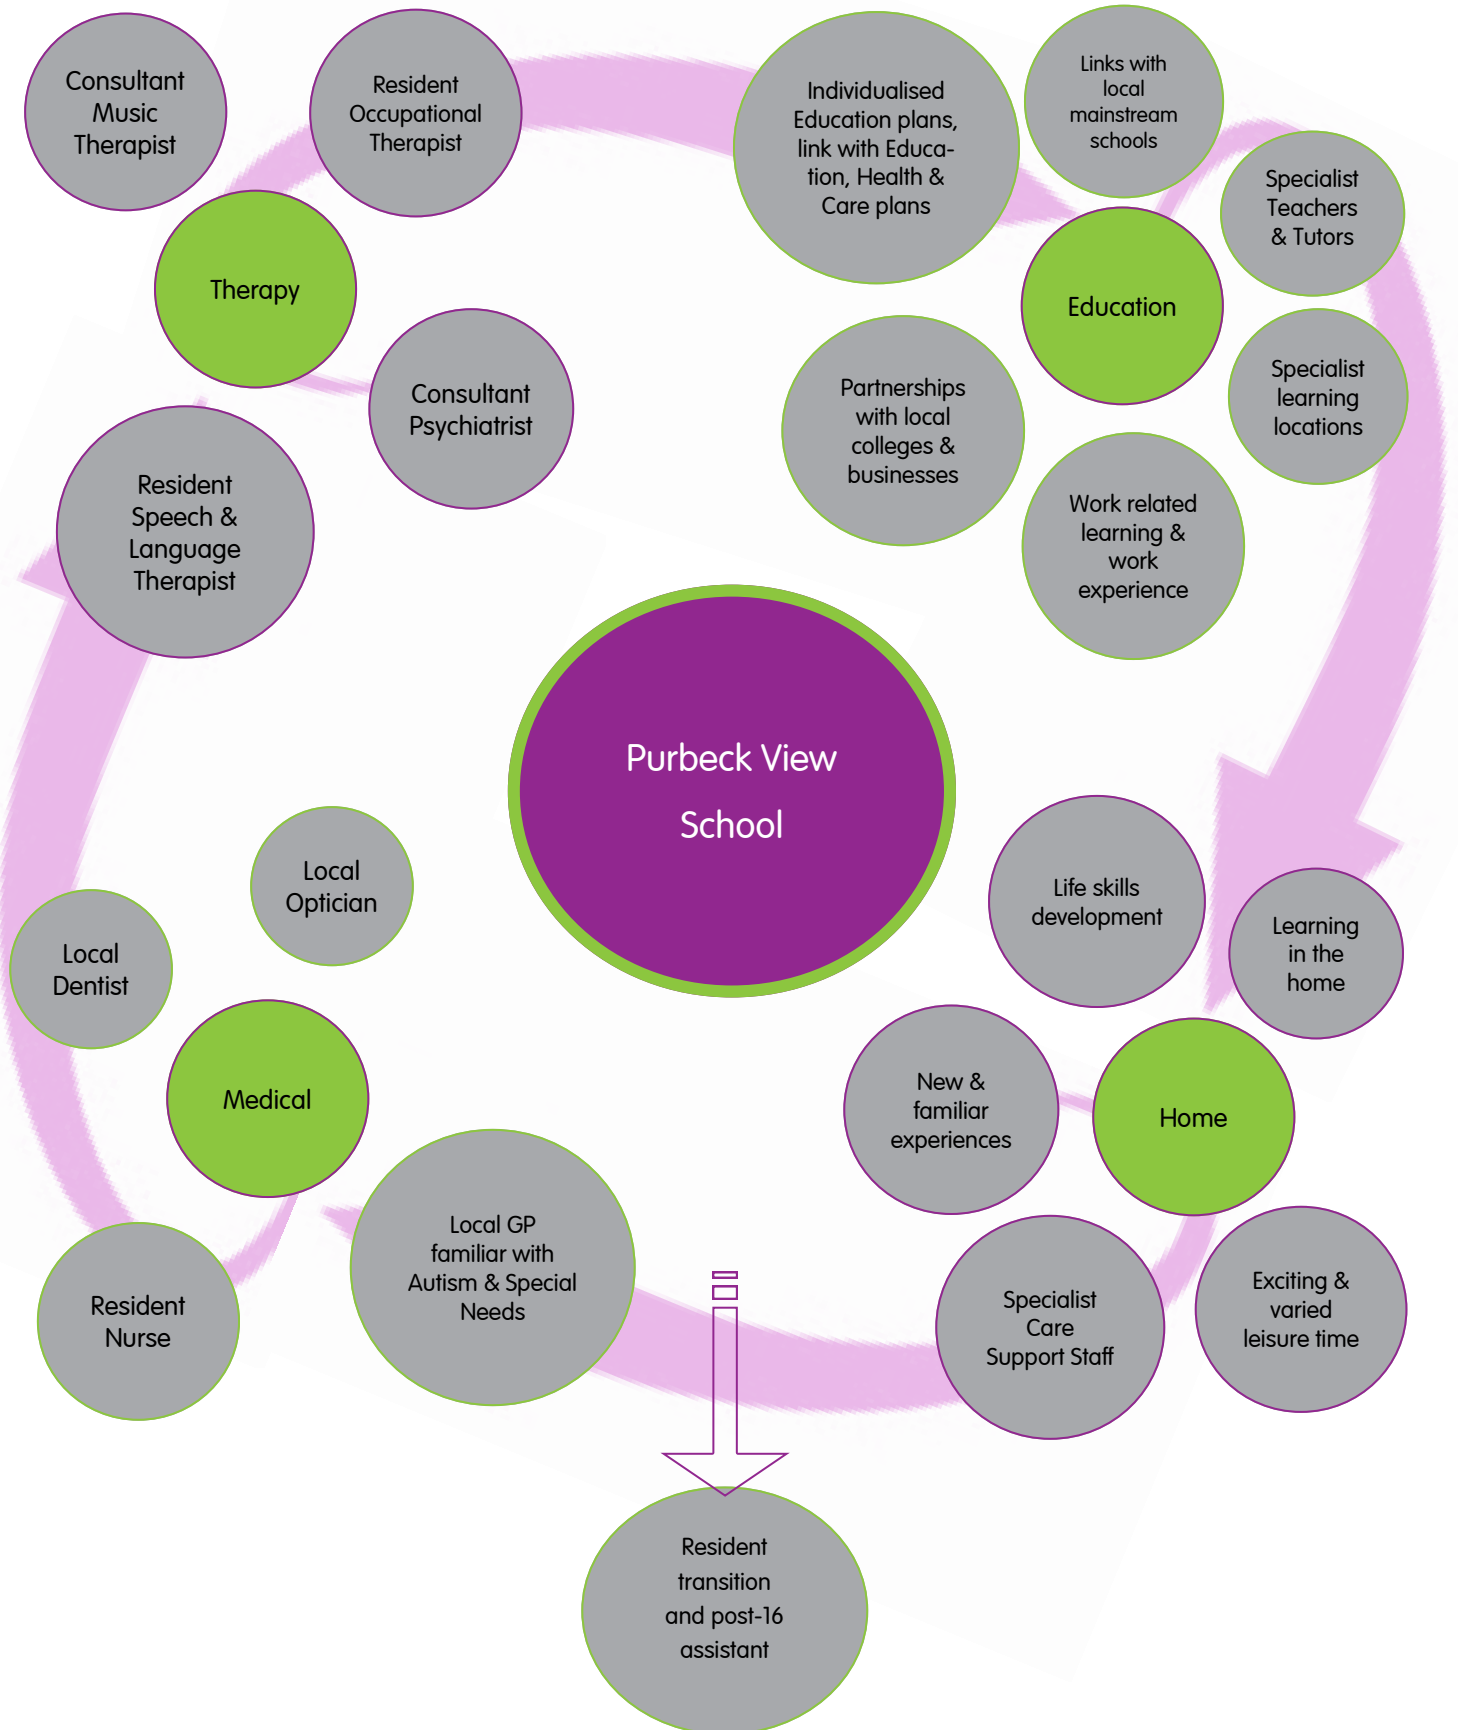 Consultant
Music
Therapist
Resident
Occupational
Therapist
Therapy
Consultant
Psychiatrist
Resident
Speech &
Language
Therapist
Individualised
Education plans,
link with Educa-
tion, Health &
Care plans
Links with
local
mainstream
schools
Specialist
Teachers
& Tutors
Education
Specialist
learning
locations
Partnerships
with local
colleges &
businesses
Work related
learning &
work
experience
Purbeck View
School
Local
Optician
Local
Dentist
Medical
Resident
Nurse
Local GP
familiar with
Autism & Special
Needs
Life skills
development
Learning
in the
home
New &
familiar
experiences
Home
Specialist
Care
Support Staff
Exciting &
varied
leisure time
Resident
transition
and post-16
assistant